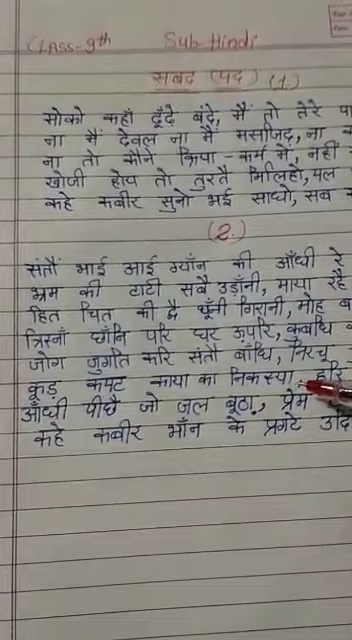 CLASS-9th Sub-Hindi
सबद (पद) (1)
मोको कहाँ ढूँढे बंदे, मैं तो तेरे
ना मैं देवल ना मैं मसजिद, ना
ना तो कौने क्रिया-कर्म में, नहीं
खोजी होय तो तुरतै मिलिहौ, पल
कहे कबीर सुनो भई साधो, सब
(2)
संतौं भाई आई ग्याँन की आँधी रे
भ्रम की टाटी सबै उड़ाँनी, माया रहै
हित चित की द्वै थूँनी गिरानी, मोह
त्रिस्नाँ छाँनि परि घर ऊपरि, कुबधि
जोग जुगति करि संतौ बाँधि, निरचू
कूड़ कपट काया का निकस्या, हरि
आँधी पीछै जो जल बूठा, प्रेम
कहे कबीर भाँन के प्रगटे